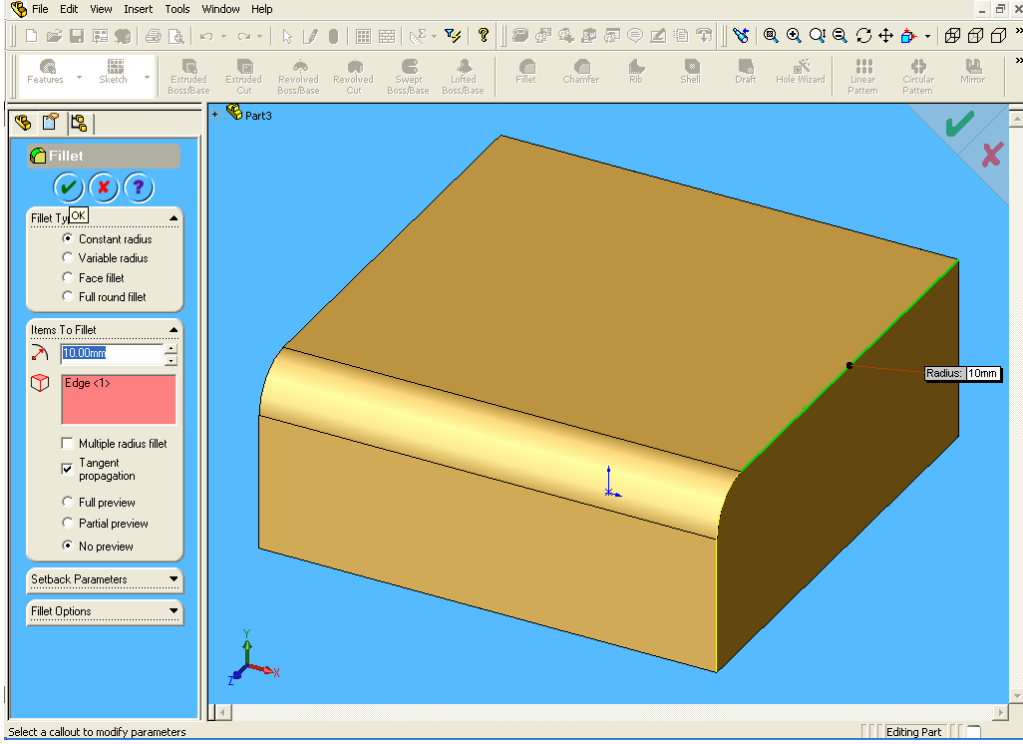 File Edit View Insert Tools Window Help
Features Sketch Extruded Boss/Base Extruded Cut Revolved Boss/Base Revolved Cut Swept Boss/Base Lofted Boss/Base Fillet Chamfer Rib Shell Draft Hole Wizard Linear Pattern Circular Pattern Mirror
Part3
Fillet
OK
Fillet Ty
Constant radius
Variable radius
Face fillet
Full round fillet
Items To Fillet
10.00mm
Edge <1>
Radius: 10mm
Multiple radius fillet
Tangent
propagation
Full preview
Partial preview
No preview
Setback Parameters
Fillet Options
Y
X
Z
Select a callout to modify parameters
Editing Part